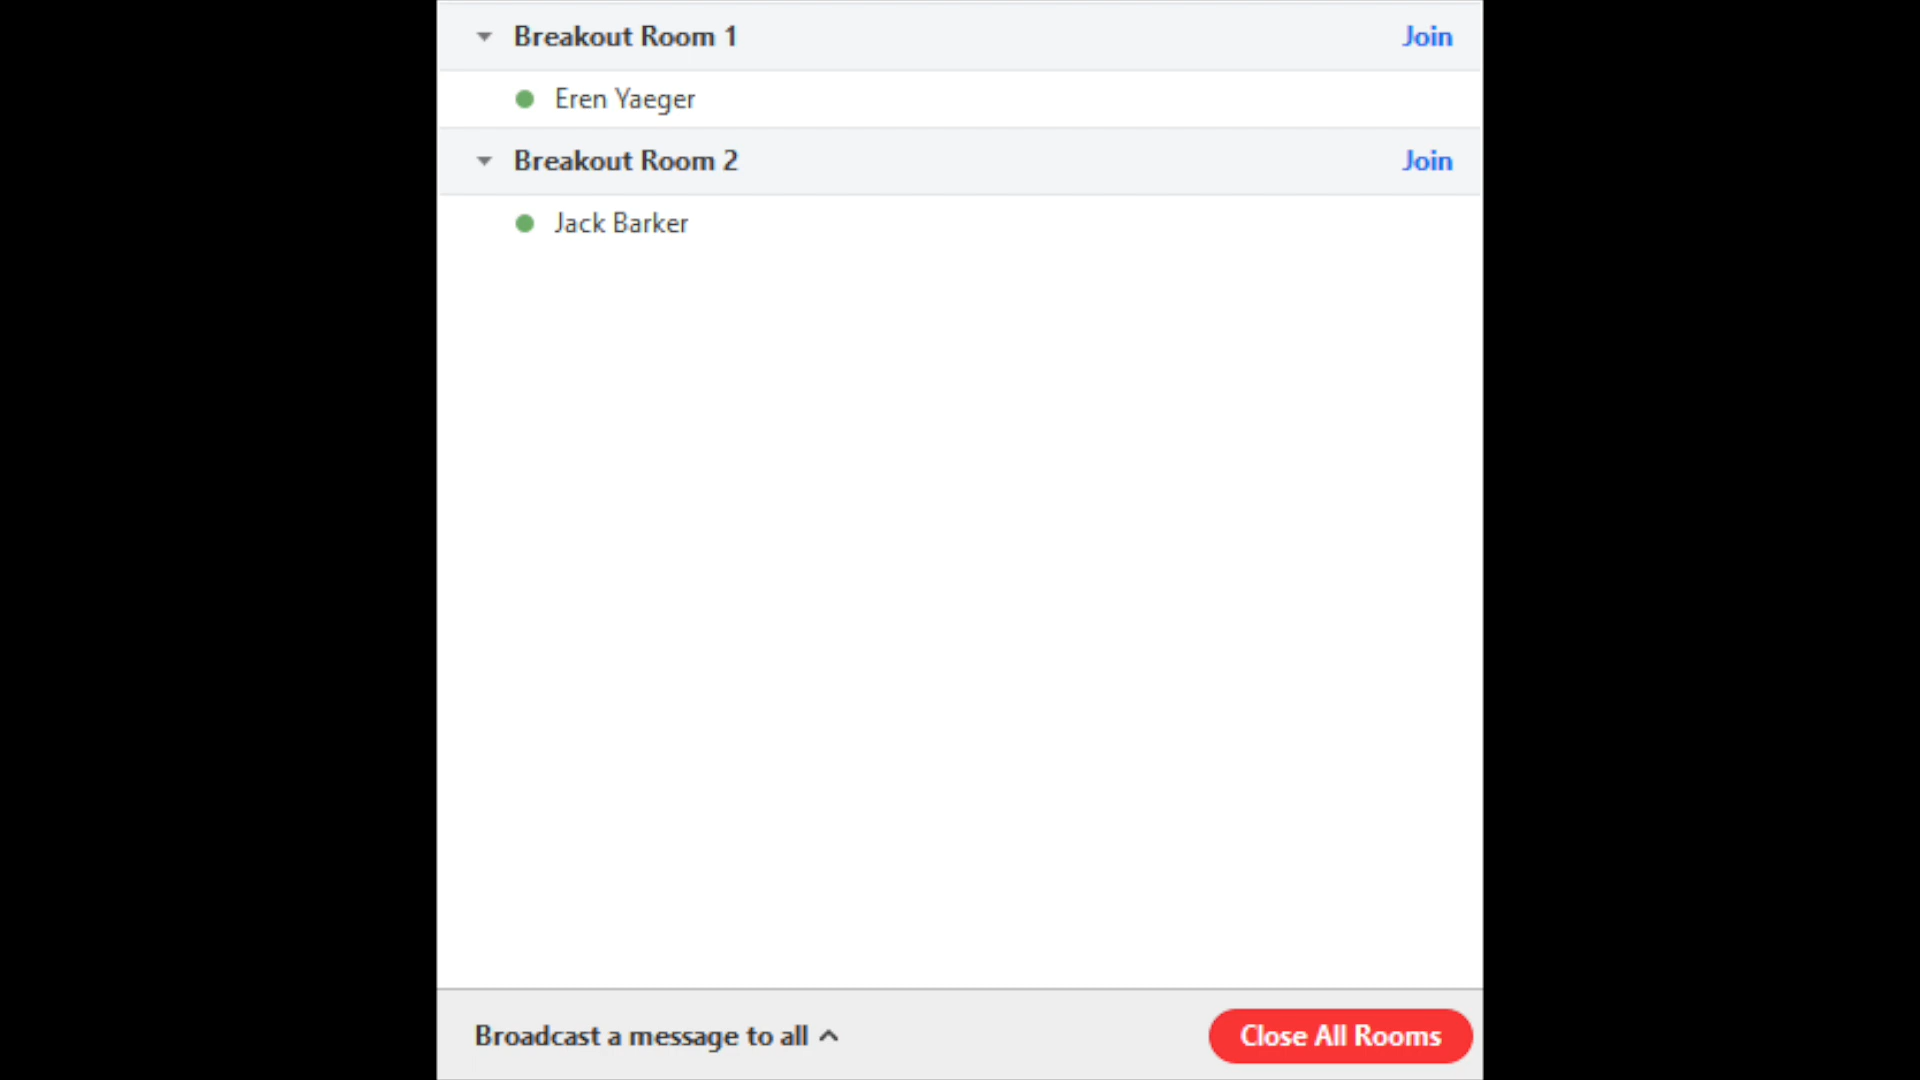 Breakout Room 1 Join
Eren Yaeger
Breakout Room 2 Join
Jack Barker
Broadcast a message to all Close All Rooms